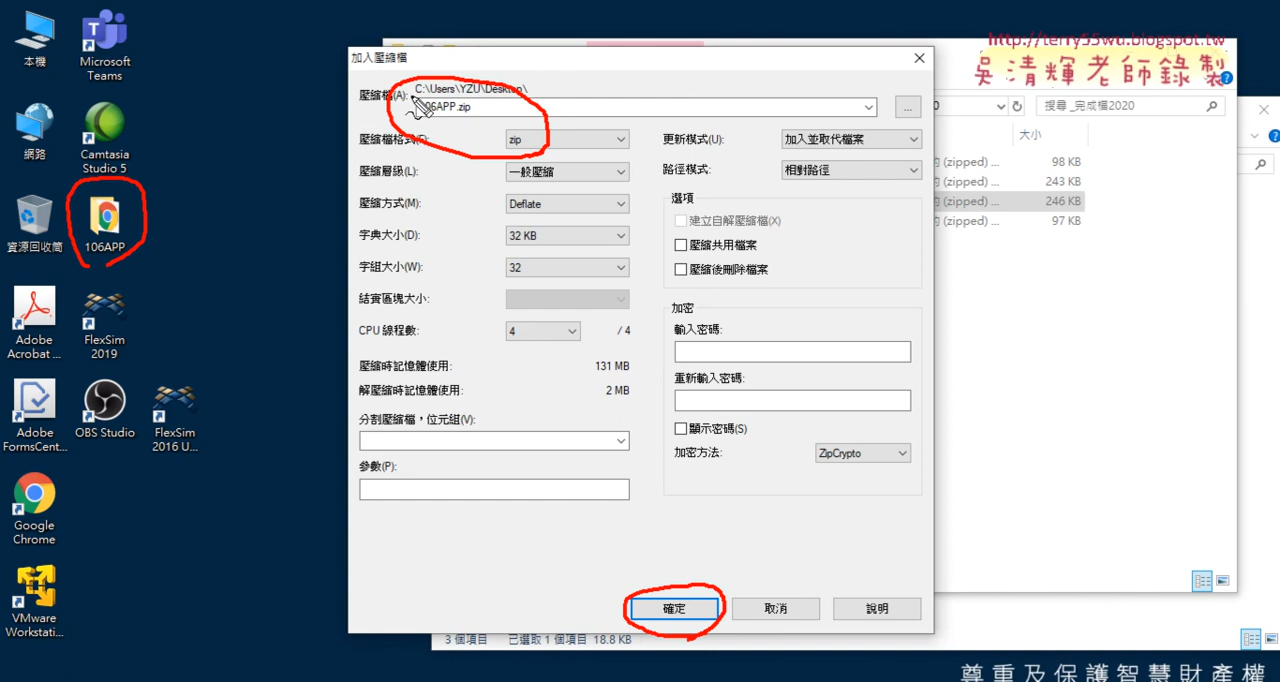 本機
Microsoft
Teams
網路
Camtasia
Studio 5
資源回收筒
106APP
Adobe
Acrobat ...
FlexSim
2019
Adobe
FormsCent...
OBS Studio
FlexSim
2016 U...
Google
Chrome
VMware
Workstati...
加入壓縮檔
壓縮檔(A):
C:\Users\YZU\Desktop\
106APP.zip
...
壓縮檔格式(F):
zip
壓縮層級(L):
一般壓縮
壓縮方式(M):
Deflate
字典大小(D):
32 KB
字組大小(W):
32
結實區塊大小:
CPU 線程數:
4
/ 4
壓縮時記憶體使用:
131 MB
解壓縮時記憶體使用:
2 MB
分割壓縮檔，位元組(V):
參數(P):
更新模式(U):
加入並取代檔案
路徑模式:
相對路徑
選項
建立自解壓縮檔(X)
壓縮共用檔案
壓縮後刪除檔案
加密
輸入密碼:
重新輸入密碼:
顯示密碼(S)
加密方法:
ZipCrypto
確定
取消
說明
http://terry55wu.blogspot.tw
吳清輝老師錄製
0
搜尋 _完成檔2020
大小
(zipped) ...
98 KB
(zipped) ...
243 KB
(zipped) ...
246 KB
(zipped) ...
97 KB
3 個項目
已選取 1 個項目 18.8 KB
尊重及保護智慧財產權